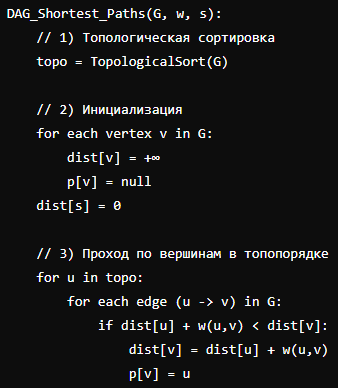 DAG_Shortest_Paths(G, w, s):
// 1) Топологическая сортировка
topo = TopologicalSort(G)
// 2) Инициализация
for each vertex v in G:
dist[v] = +∞
p[v] = null
dist[s] = 0
// 3) Проход по вершинам в топопорядке
for u in topo:
for each edge (u -> v) in G:
if dist[u] + w(u,v) < dist[v]:
dist[v] = dist[u] + w(u,v)
p[v] = u